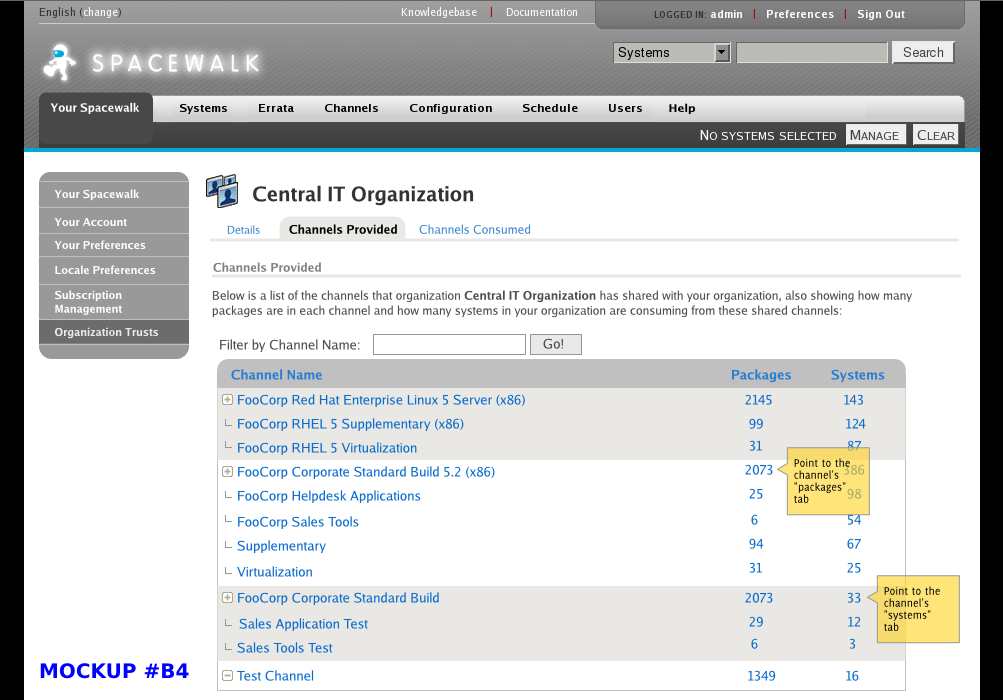 English (change)
Knowledgebase | Documentation
LOGGED IN: admin | Preferences | Sign Out
SPACEWALK
Systems
Search
Your Spacewalk Systems Errata Channels Configuration Schedule Users Help
NO SYSTEMS SELECTED MANAGE CLEAR
Your Spacewalk
Your Account
Your Preferences
Locale Preferences
Subscription
Management
Organization Trusts
Central IT Organization
Details Channels Provided Channels Consumed
Channels Provided
Below is a list of the channels that organization Central IT Organization has shared with your organization, also showing how many
packages are in each channel and how many systems in your organization are consuming from these shared channels:
Filter by Channel Name: Go!
Channel Name Packages Systems
FooCorp Red Hat Enterprise Linux 5 Server (x86) 2145 143
FooCorp RHEL 5 Supplementary (x86) 99 124
FooCorp RHEL 5 Virtualization 31 87
FooCorp Corporate Standard Build 5.2 (x86) 2073 386
FooCorp Helpdesk Applications 25 98
FooCorp Sales Tools 6 54
Supplementary 94 67
Virtualization 31 25
FooCorp Corporate Standard Build 2073 33
Sales Application Test 29 12
Sales Tools Test 6 3
Test Channel 1349 16
Point to the
channel's
"packages"
tab
Point to the
channel's
"systems"
tab
MOCKUP #B4